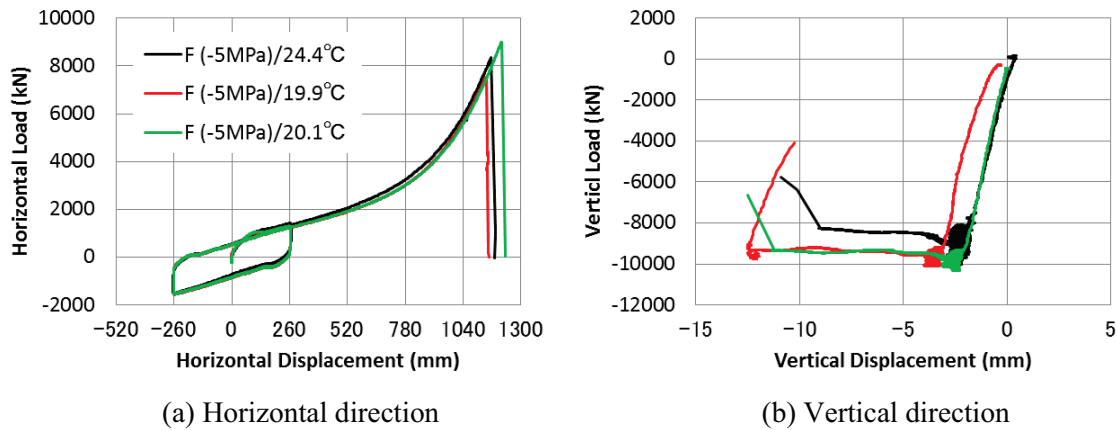 Horizontal Load (kN)
10000
8000
6000
4000
2000
0
-2000
F (-5MPa)/24.4℃
F (-5MPa)/19.9℃
F (-5MPa)/20.1℃
-520 -260 0 260 520 780 1040 1300
Horizontal Displacement (mm)
(a) Horizontal direction
Verticl Load (kN)
2000
0
-2000
-4000
-6000
-8000
-10000
-12000
-15 -10 -5 0 5
Vertical Displacement (mm)
(b) Vertical direction